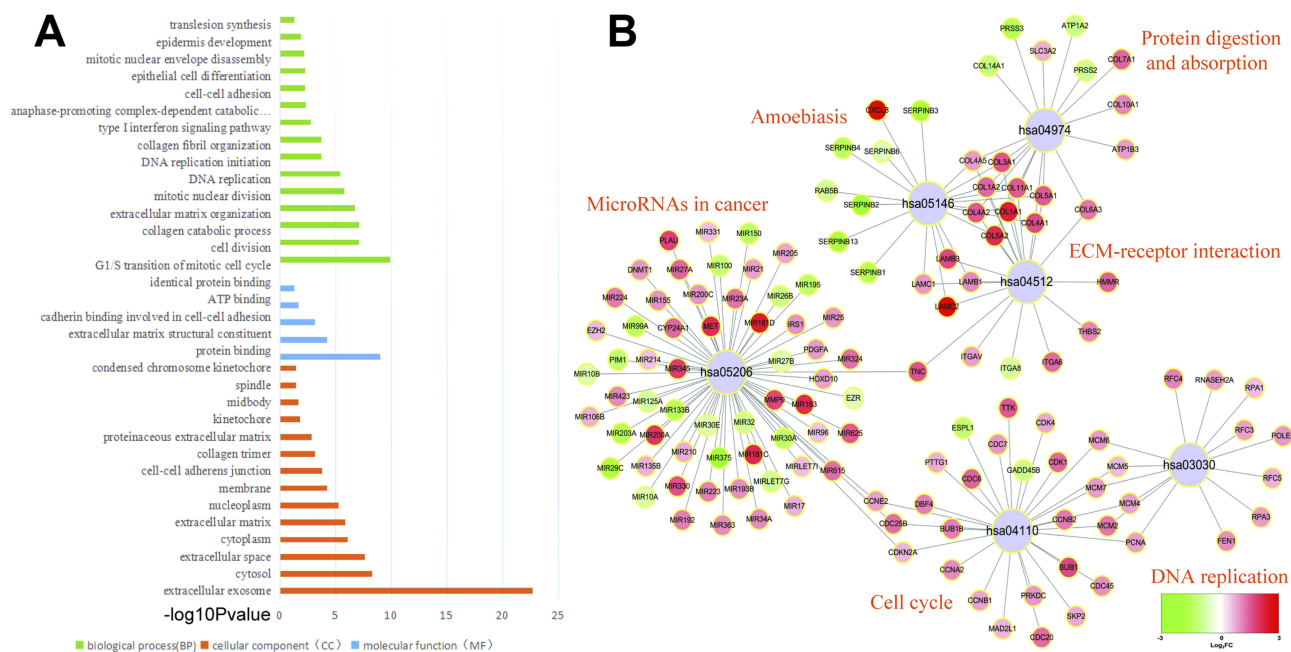 A
translesion synthesis
epidermis development
mitotic nuclear envelope disassembly
epithelial cell differentiation
cell-cell adhesion
anaphase-promoting complex-dependent catabolic…
type I interferon signaling pathway
collagen fibril organization
DNA replication initiation
DNA replication
mitotic nuclear division
extracellular matrix organization
collagen catabolic process
cell division
G1/S transition of mitotic cell cycle
identical protein binding
ATP binding
cadherin binding involved in cell-cell adhesion
extracellular matrix structural constituent
protein binding
condensed chromosome kinetochore
spindle
midbody
kinetochore
proteinaceous extracellular matrix
collagen trimer
cell-cell adherens junction
membrane
nucleoplasm
extracellular matrix
cytoplasm
extracellular space
cytosol
extracellular exosome
-log10Pvalue 0 5 10 15 20 25
biological process(BP) cellular component（CC） molecular function（MF）
B
Protein digestion
and absorption
PRSS3
ATP1A2
SLC3A2
COL7A1
COL14A1
PRSS2
COL10A1
ATP1B3
hsa04974
Amoebiasis
CXCL8
SERPINB3
SERPINB4
SERPINB6
RAB5B
SERPINB2
SERPINB13
SERPINB1
hsa05146
COL4A5
COL3A1
COL1A2
COL11A1
COL5A1
COL4A2
COL1A1
COL4A1
COL6A3
COL5A2
ECM-receptor interaction
LAMB3
LAMC1
LAMB1
LAMC2
hsa04512
HMMR
THBS2
ITGAV
ITGA8
ITGA6
TNC
MicroRNAs in cancer
PLAU
MIR331
MIR150
MIR205
DNMT1
MIR27A
MIR100
MIR21
MIR195
MIR224
MIR155
MIR200C
MIR23A
MIR26B
EZH2
MIR99A
CYP24A1
MET
MIR181D
IRS1
MIR25
PIM1
MIR214
MIR27B
PDGFA
MIR324
MIR10B
MIR345
hsa05206
HOXD10
MIR423
MIR125A
EZR
MIR106B
MIR133B
MMP9
MIR183
MIR203A
MIR200A
MIR30E
MIR32
MIR30A
MIR96
MIR625
MIR29C
MIR135B
MIR210
MIR375
MIR181C
MIRLET7I
MIR615
MIR10A
MIR330
MIR223
MIR193B
MIRLET7G
MIR192
MIR363
MIR34A
MIR17
RFC4
RNASEH2A
RPA1
RFC3
POLE
hsa03030
RFC5
RPA3
FEN1
TTK
ESPL1
CDK4
CDC7
MCM6
PTTG1
GADD45B
CDK1
MCM5
CDC6
MCM7
CCNE2
DBF4
MCM4
CDC25B
BUB1B
hsa04110
CCNB2
MCM2
CDKN2A
PCNA
CCNA2
BUB1
CDC45
CCNB1
PRKDC
MAD2L1
SKP2
CDC20
Cell cycle
DNA replication
-3 0 3
Log₂FC